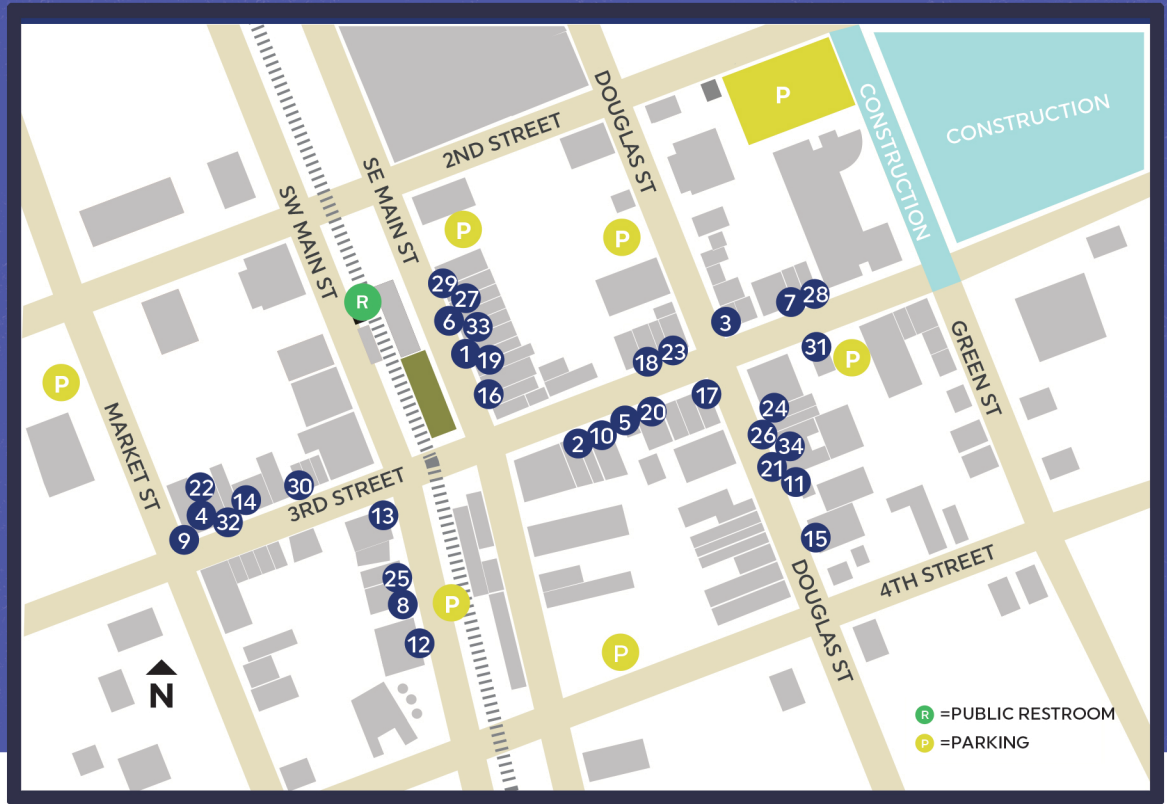 P
CONSTRUCTION
CONSTRUCTION
DOUGLAS ST
2ND STREET
SE MAIN ST
SW MAIN ST
P
P
29
27
R
6
33
1
19
16
3
7
28
31
P
18
23
17
20
5
10
2
GREEN ST
P
MARKET ST
22
4
14
32
9
30
3RD STREET
13
25
8
P
12
24
26
34
21
11
15
DOUGLAS ST
4TH STREET
P
N
R =PUBLIC RESTROOM
P =PARKING